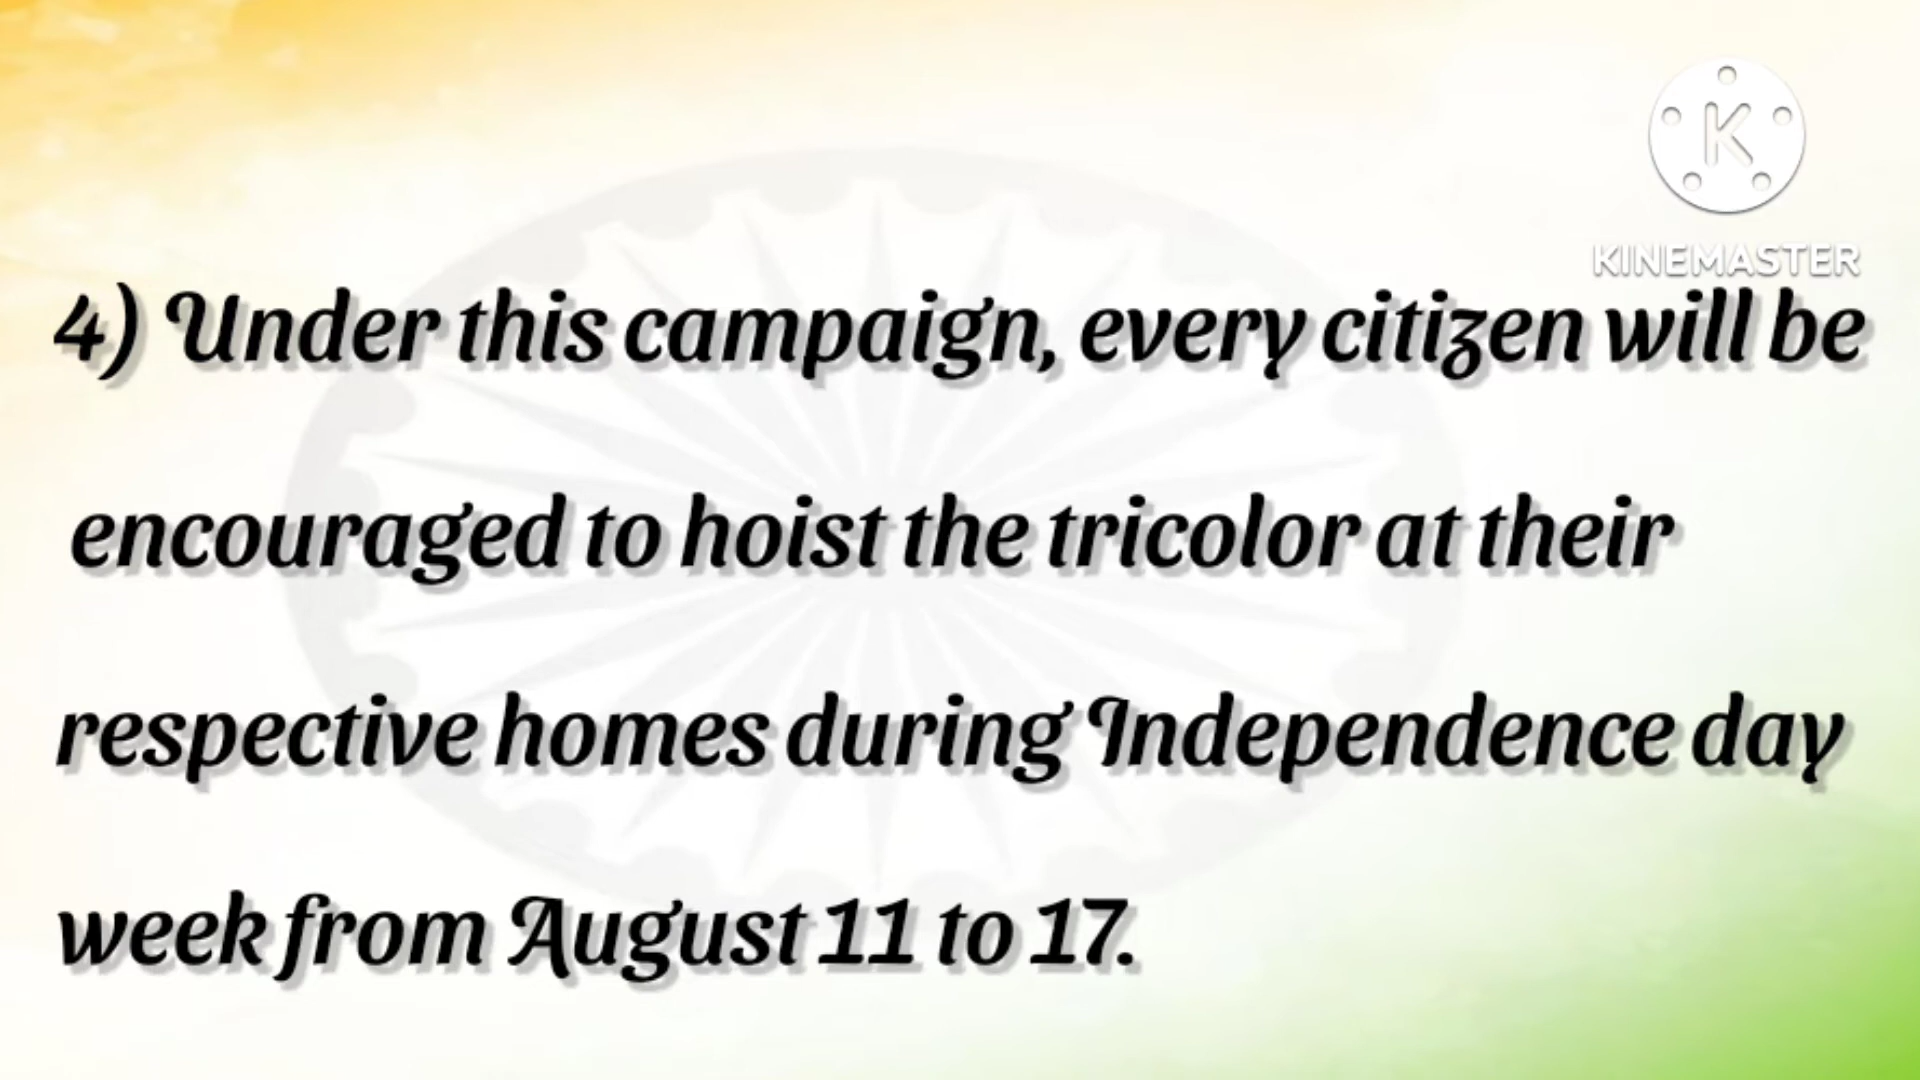 K
KINEMASTER
4) Under this campaign, every citizen will be
encouraged to hoist the tricolor at their
respective homes during Independence day
week from August 11 to 17.